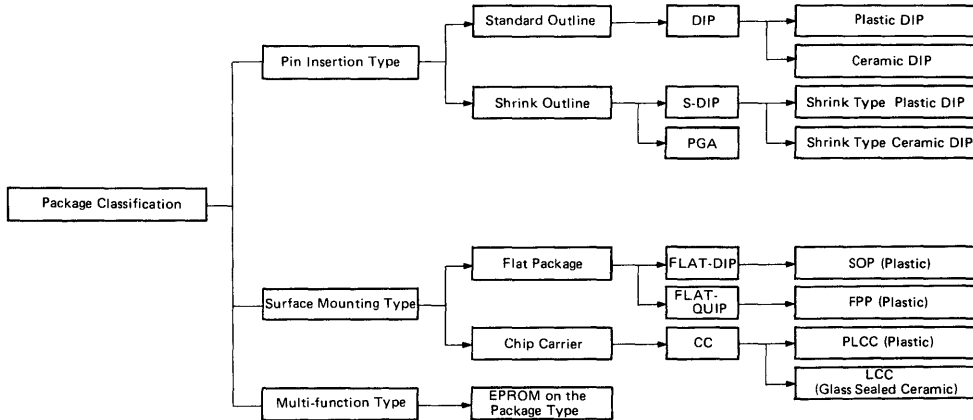 Standard Outline
DIP
Plastic DIP
Pin Insertion Type
Ceramic DIP
Shrink Outline
S-DIP
Shrink Type Plastic DIP
PGA
Shrink Type Ceramic DIP
Package Classification
Flat Package
FLAT-DIP
SOP (Plastic)
Surface Mounting Type
FLAT-
QUIP
FPP (Plastic)
Chip Carrier
CC
PLCC (Plastic)
LCC
(Glass Sealed Ceramic)
Multi-function Type
EPROM on the
Package Type